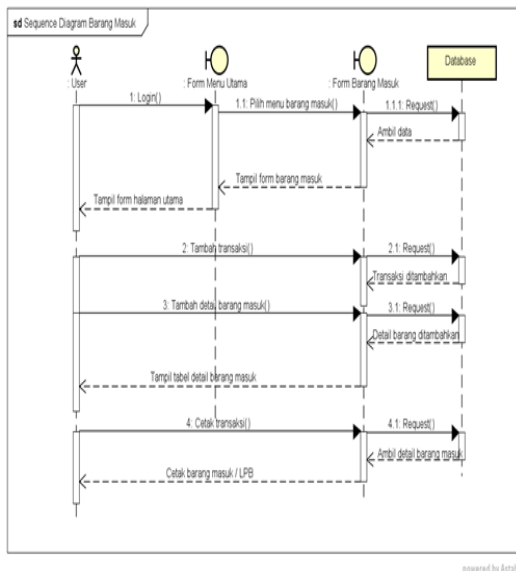 sd Sequence Diagram Barang Masuk
: User
: Form Menu Utama
: Form Barang Masuk
Database
1: Login()
1.1: Pilih menu barang masuk()
1.1.1: Request()
Ambil data
Tampil form barang masuk
Tampil form halaman utama
2: Tambah transaksi()
2.1: Request()
Transaksi ditambahkan
3: Tambah detail barang masuk()
3.1: Request()
Detail barang ditambahkan
Tampil tabel detail barang masuk
4: Cetak transaksi()
4.1: Request()
Ambil detail barang masuk
Cetak barang masuk / LPB
powered by Astah